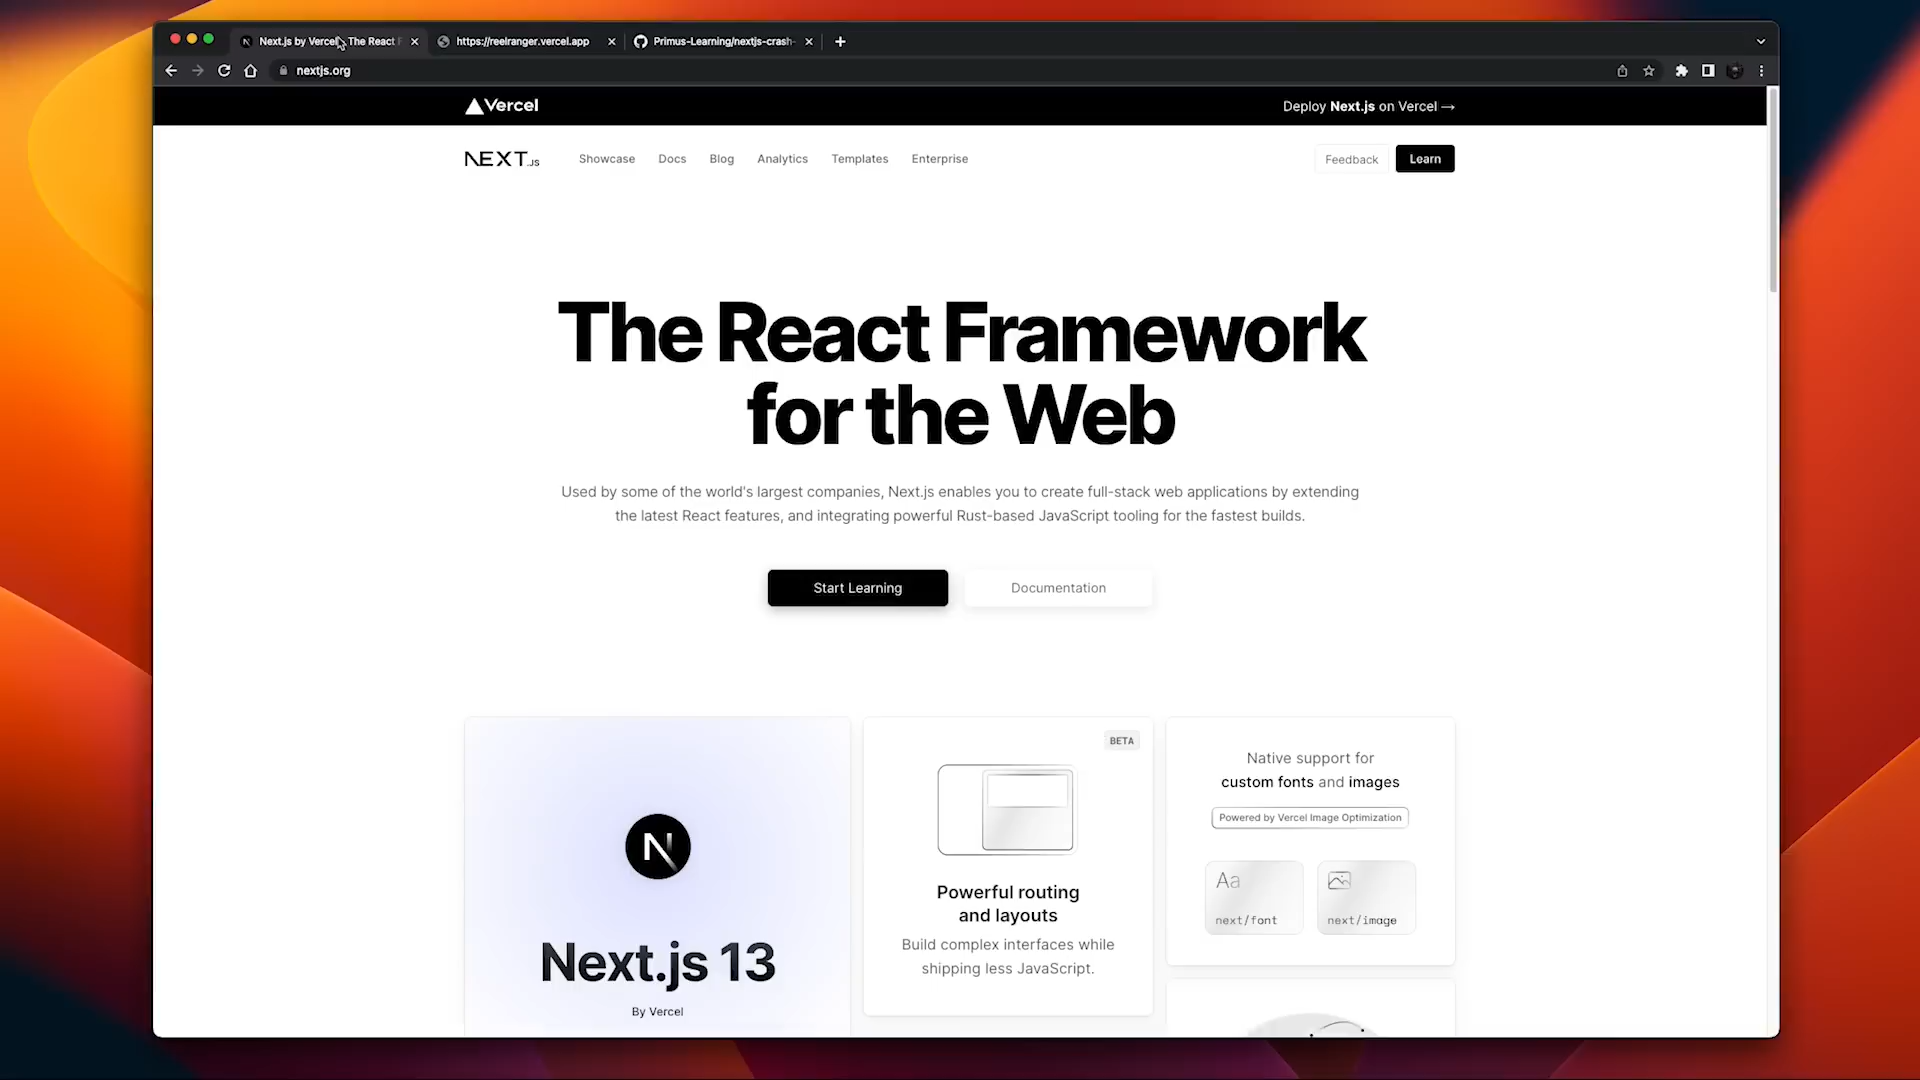 Next.js by Vercel - The React F
https://reelranger.vercel.app
Primus-Learning/nextjs-crash-
nextjs.org
Vercel
Deploy Next.js on Vercel →
NEXT.JS
Showcase
Docs
Blog
Analytics
Templates
Enterprise
Feedback
Learn
The React Framework
for the Web
Used by some of the world's largest companies, Next.js enables you to create full-stack web applications by extending
the latest React features, and integrating powerful Rust-based JavaScript tooling for the fastest builds.
Start Learning
Documentation
N
Next.js 13
By Vercel
BETA
Powerful routing
and layouts
Build complex interfaces while
shipping less JavaScript.
Native support for
custom fonts and images
Powered by Vercel Image Optimization
Aa
next/font
next/image